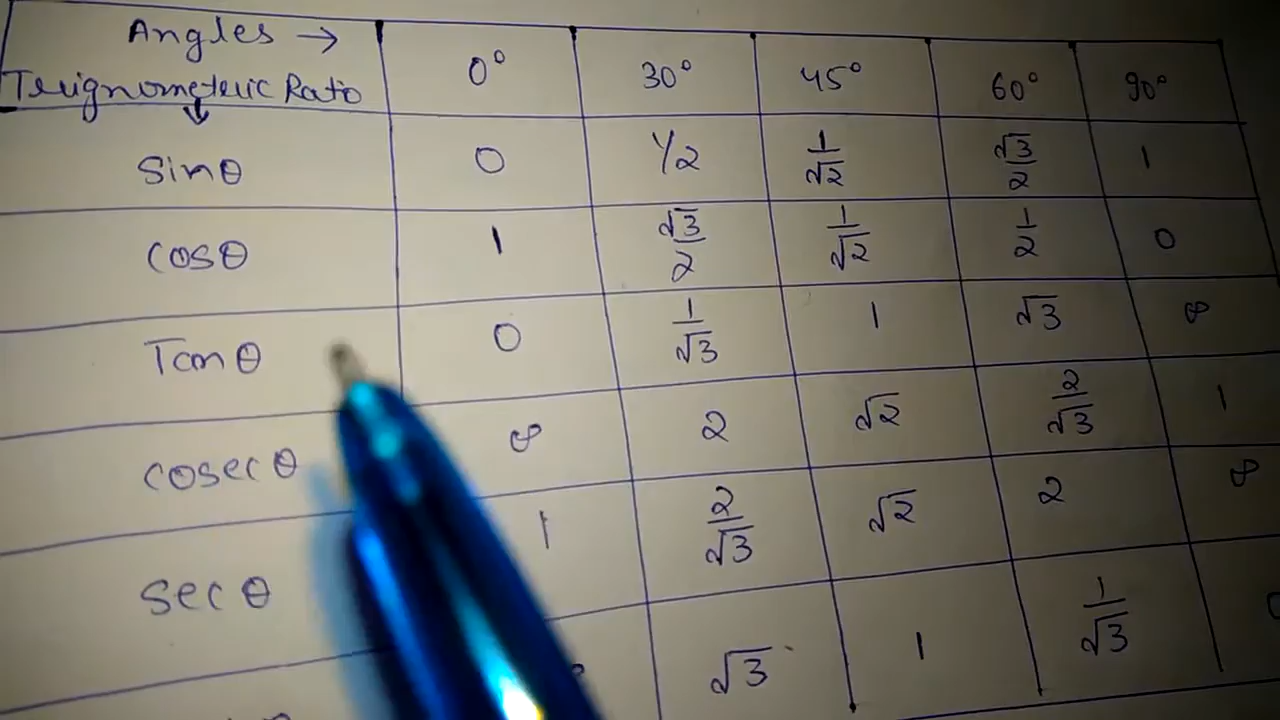 Angles →
Terignometeric Rato ↓
0° 30° 45° 60° 90°
Sinθ 0 1/2 1/√2 √3/2 1
Cosθ 1 √3/2 1/√2 1/2 0
Tanθ 0 1/√3 1 √3 ∞
Cosecθ ∞ 2 √2 2/√3 1
Secθ 1 2/√3 √2 2 ∞
√3 1 1/√3